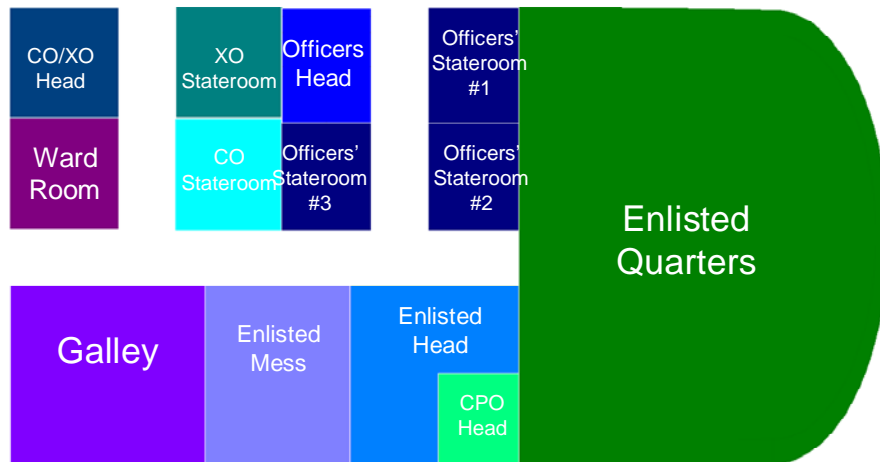 CO/XO
Head
XO
Stateroom
Officers
Head
Officers’
Stateroom
#1
Ward
Room
CO
Stateroom
Officers’
Stateroom
#3
Officers’
Stateroom
#2
Enlisted
Quarters
Galley
Enlisted
Mess
Enlisted
Head
CPO
Head